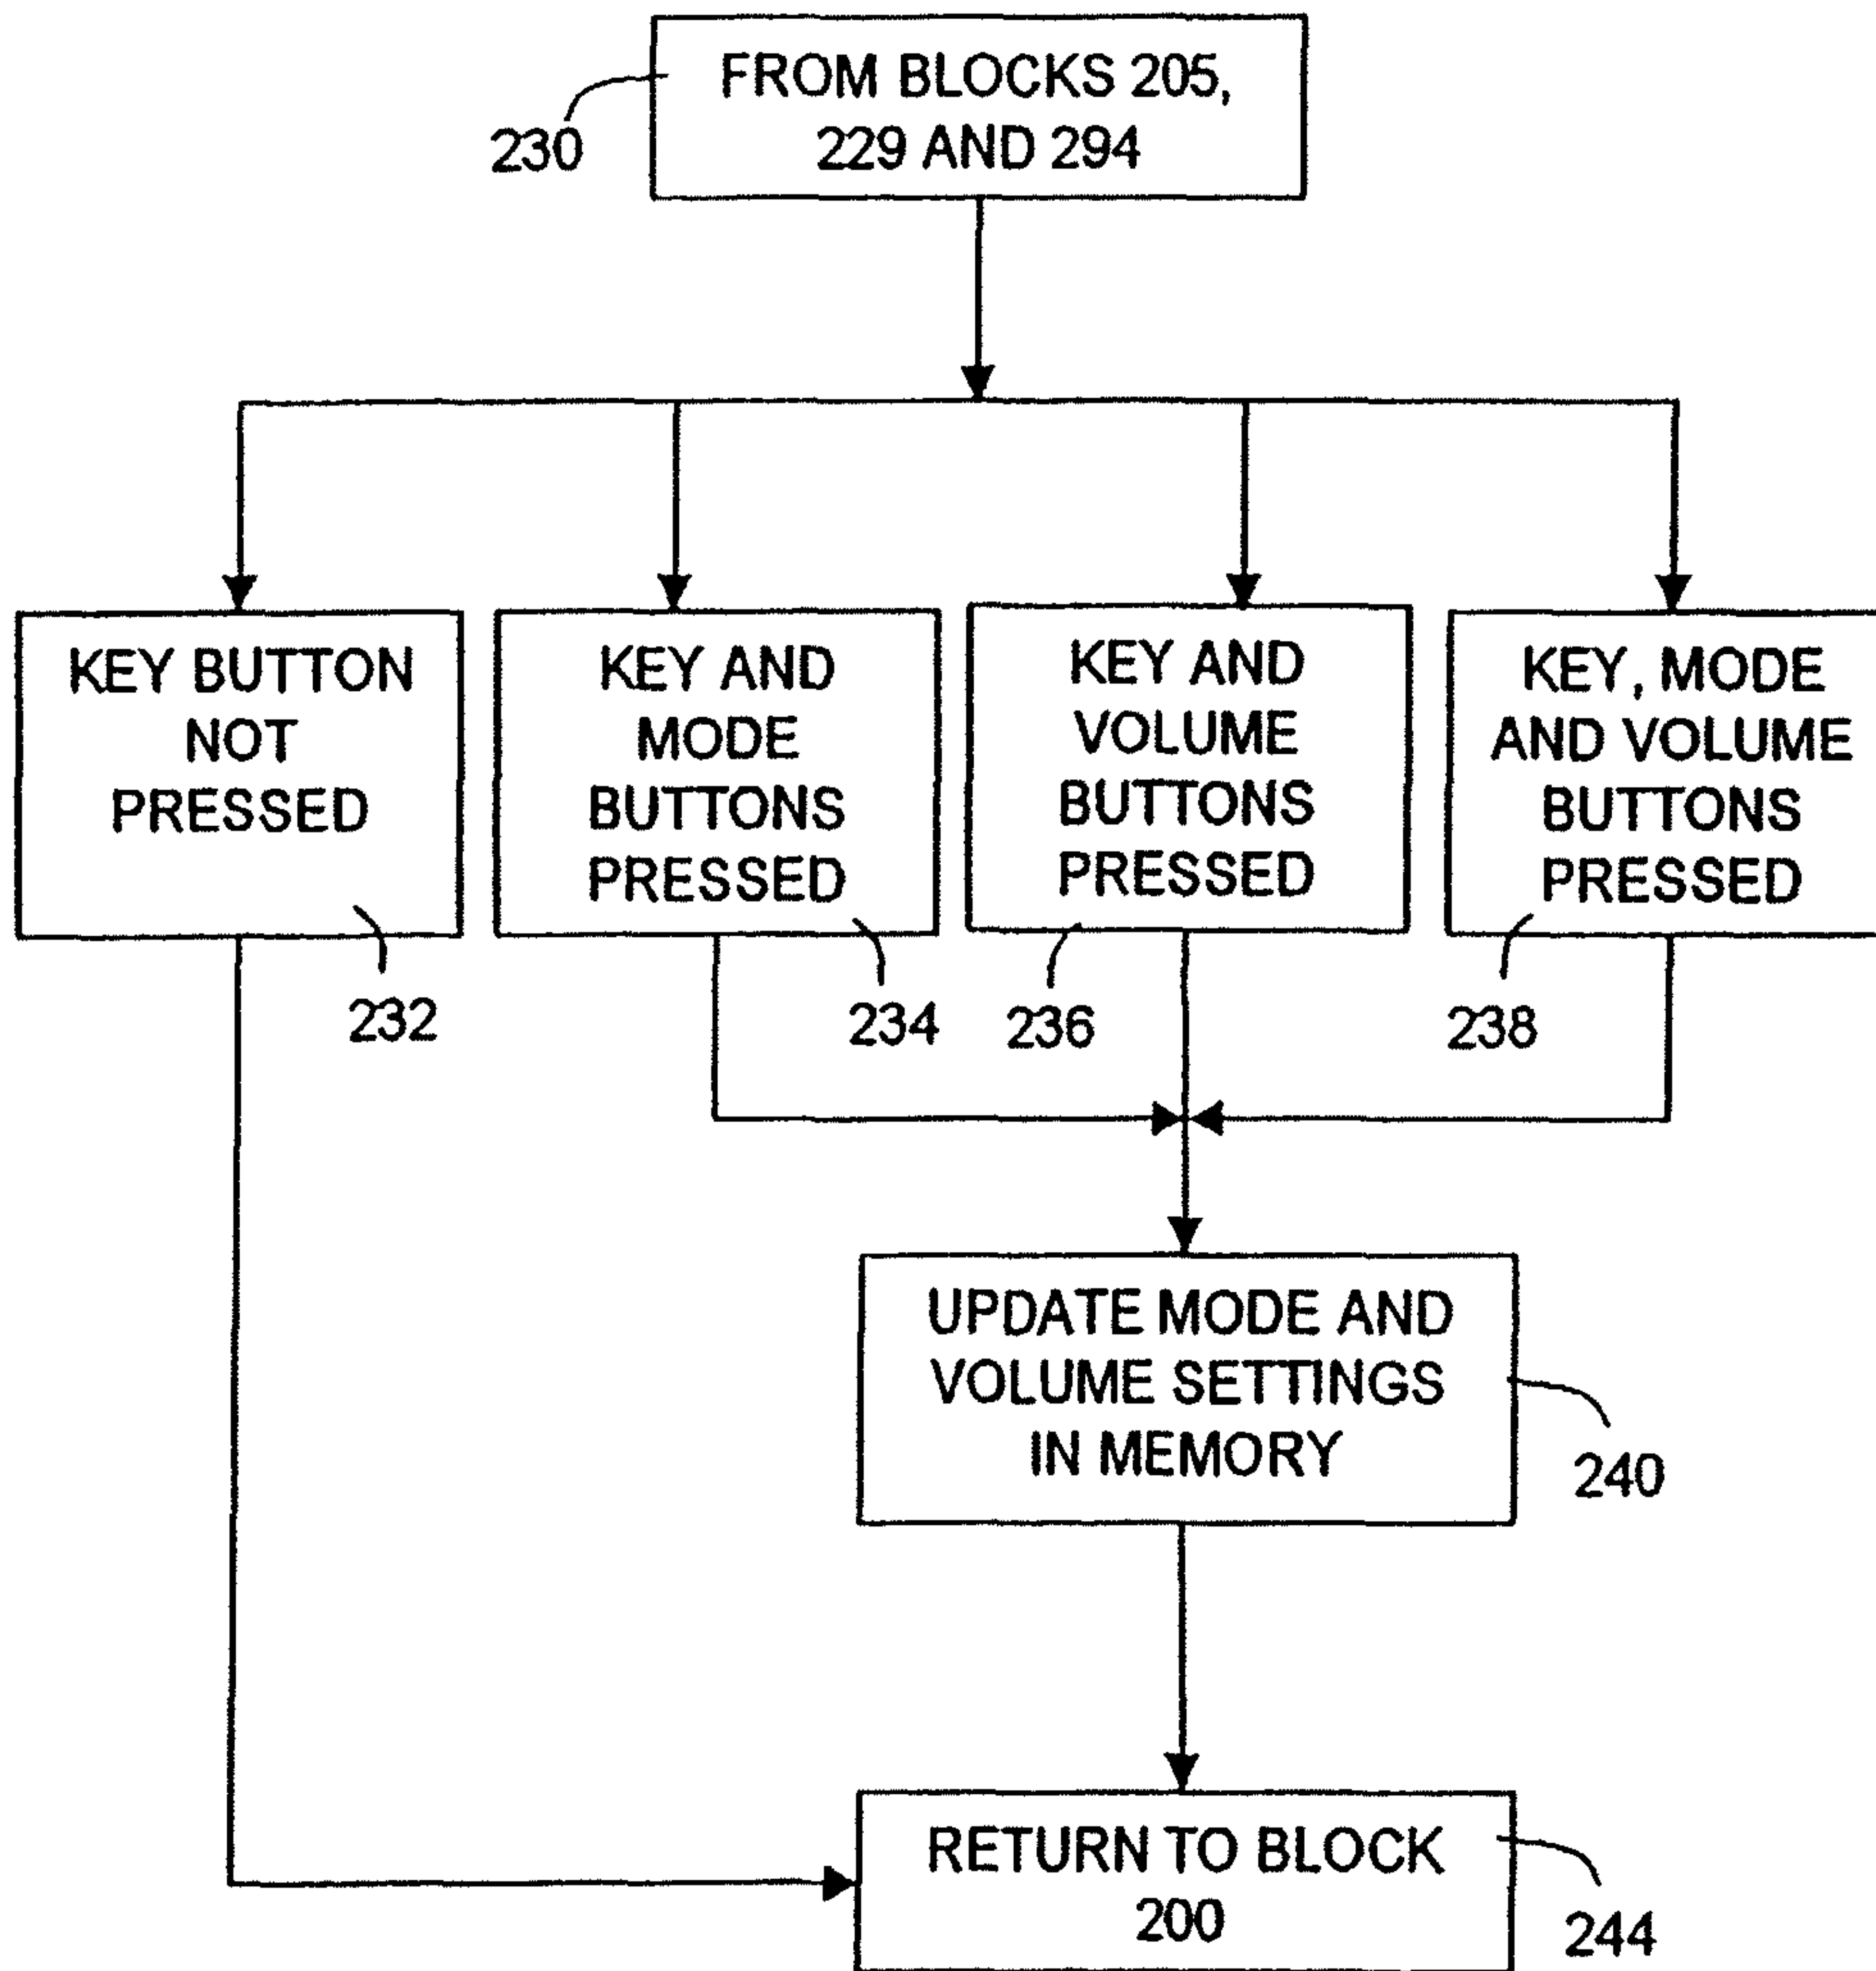 FROM BLOCKS 205,
229 AND 294
230
KEY BUTTON
NOT
PRESSED
232
KEY AND
MODE
BUTTONS
PRESSED
234
KEY AND
VOLUME
BUTTONS
PRESSED
236
KEY, MODE
AND VOLUME
BUTTONS
PRESSED
238
UPDATE MODE AND
VOLUME SETTINGS
IN MEMORY
240
RETURN TO BLOCK
200
244